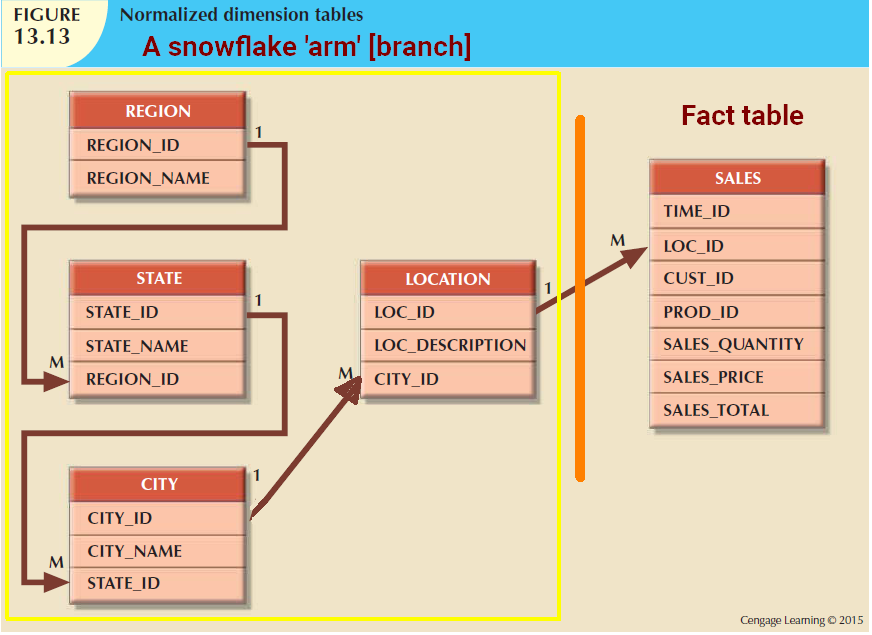 FIGURE
13.13
Normalized dimension tables
A snowflake 'arm' [branch]
REGION
REGION_ID
REGION_NAME
1
STATE
STATE_ID
STATE_NAME
REGION_ID
1
M
CITY
CITY_ID
CITY_NAME
STATE_ID
1
M
LOCATION
LOC_ID
LOC_DESCRIPTION
CITY_ID
1
M
Fact table
SALES
TIME_ID
LOC_ID
CUST_ID
PROD_ID
SALES_QUANTITY
SALES_PRICE
SALES_TOTAL
M
Cengage Learning © 2015